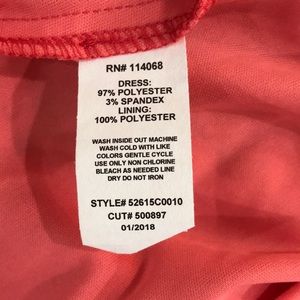 RN# 114068
DRESS:
97% POLYESTER
3% SPANDEX
LINING:
100% POLYESTER
WASH INSIDE OUT MACHINE
WASH COLD WITH LIKE
COLORS GENTLE CYCLE
USE ONLY NON CHLORINE
BLEACH AS NEEDED LINE
DRY DO NOT IRON
STYLE# 52615C0010
CUT# 500897
01/2018